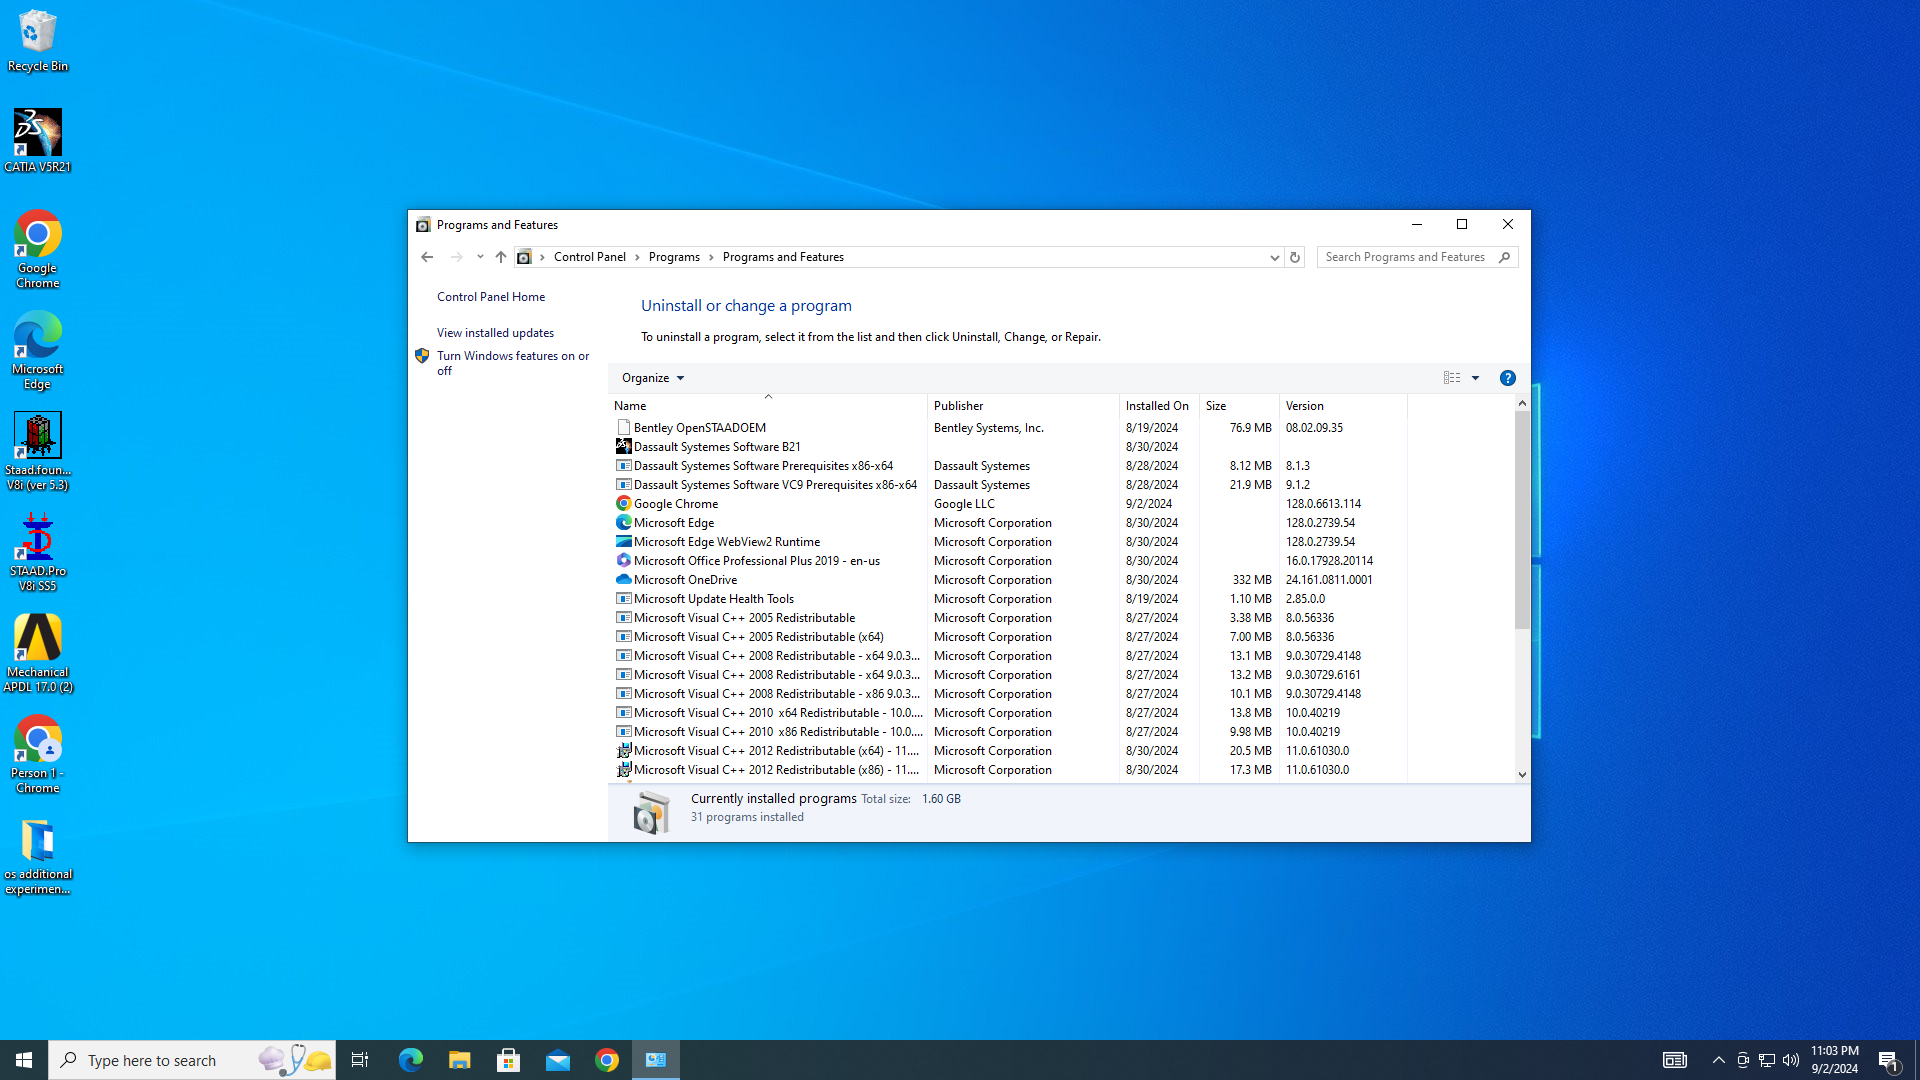 Recycle Bin
CATIA V5R21
Google
Chrome
Microsoft
Edge
Staad.foun...
V8i (ver 5.3)
STAAD.Pro
V8i SS5
Mechanical
APDL 17.0 (2)
Person 1 -
Chrome
os additional
experimen...
Programs and Features
Control Panel > Programs > Programs and Features
Search Programs and Features
Control Panel Home
View installed updates
Turn Windows features on or
off
Uninstall or change a program
To uninstall a program, select it from the list and then click Uninstall, Change, or Repair.
Organize
Name Publisher Installed On Size Version
Bentley OpenSTAADOEM Bentley Systems, Inc. 8/19/2024 76.9 MB 08.02.09.35
Dassault Systemes Software B21 8/30/2024
Dassault Systemes Software Prerequisites x86-x64 Dassault Systemes 8/28/2024 8.12 MB 8.1.3
Dassault Systemes Software VC9 Prerequisites x86-x64 Dassault Systemes 8/28/2024 21.9 MB 9.1.2
Google Chrome Google LLC 9/2/2024 128.0.6613.114
Microsoft Edge Microsoft Corporation 8/30/2024 128.0.2739.54
Microsoft Edge WebView2 Runtime Microsoft Corporation 8/30/2024 128.0.2739.54
Microsoft Office Professional Plus 2019 - en-us Microsoft Corporation 8/30/2024 16.0.17928.20114
Microsoft OneDrive Microsoft Corporation 8/30/2024 332 MB 24.161.0811.0001
Microsoft Update Health Tools Microsoft Corporation 8/19/2024 1.10 MB 2.85.0.0
Microsoft Visual C++ 2005 Redistributable Microsoft Corporation 8/27/2024 3.38 MB 8.0.56336
Microsoft Visual C++ 2005 Redistributable (x64) Microsoft Corporation 8/27/2024 7.00 MB 8.0.56336
Microsoft Visual C++ 2008 Redistributable - x64 9.0.3... Microsoft Corporation 8/27/2024 13.1 MB 9.0.30729.4148
Microsoft Visual C++ 2008 Redistributable - x64 9.0.3... Microsoft Corporation 8/27/2024 13.2 MB 9.0.30729.6161
Microsoft Visual C++ 2008 Redistributable - x86 9.0.3... Microsoft Corporation 8/27/2024 10.1 MB 9.0.30729.4148
Microsoft Visual C++ 2010 x64 Redistributable - 10.0.... Microsoft Corporation 8/27/2024 13.8 MB 10.0.40219
Microsoft Visual C++ 2010 x86 Redistributable - 10.0.... Microsoft Corporation 8/27/2024 9.98 MB 10.0.40219
Microsoft Visual C++ 2012 Redistributable (x64) - 11.... Microsoft Corporation 8/30/2024 20.5 MB 11.0.61030.0
Microsoft Visual C++ 2012 Redistributable (x86) - 11.... Microsoft Corporation 8/30/2024 17.3 MB 11.0.61030.0
Currently installed programs Total size: 1.60 GB
31 programs installed
Type here to search
11:03 PM
9/2/2024
1